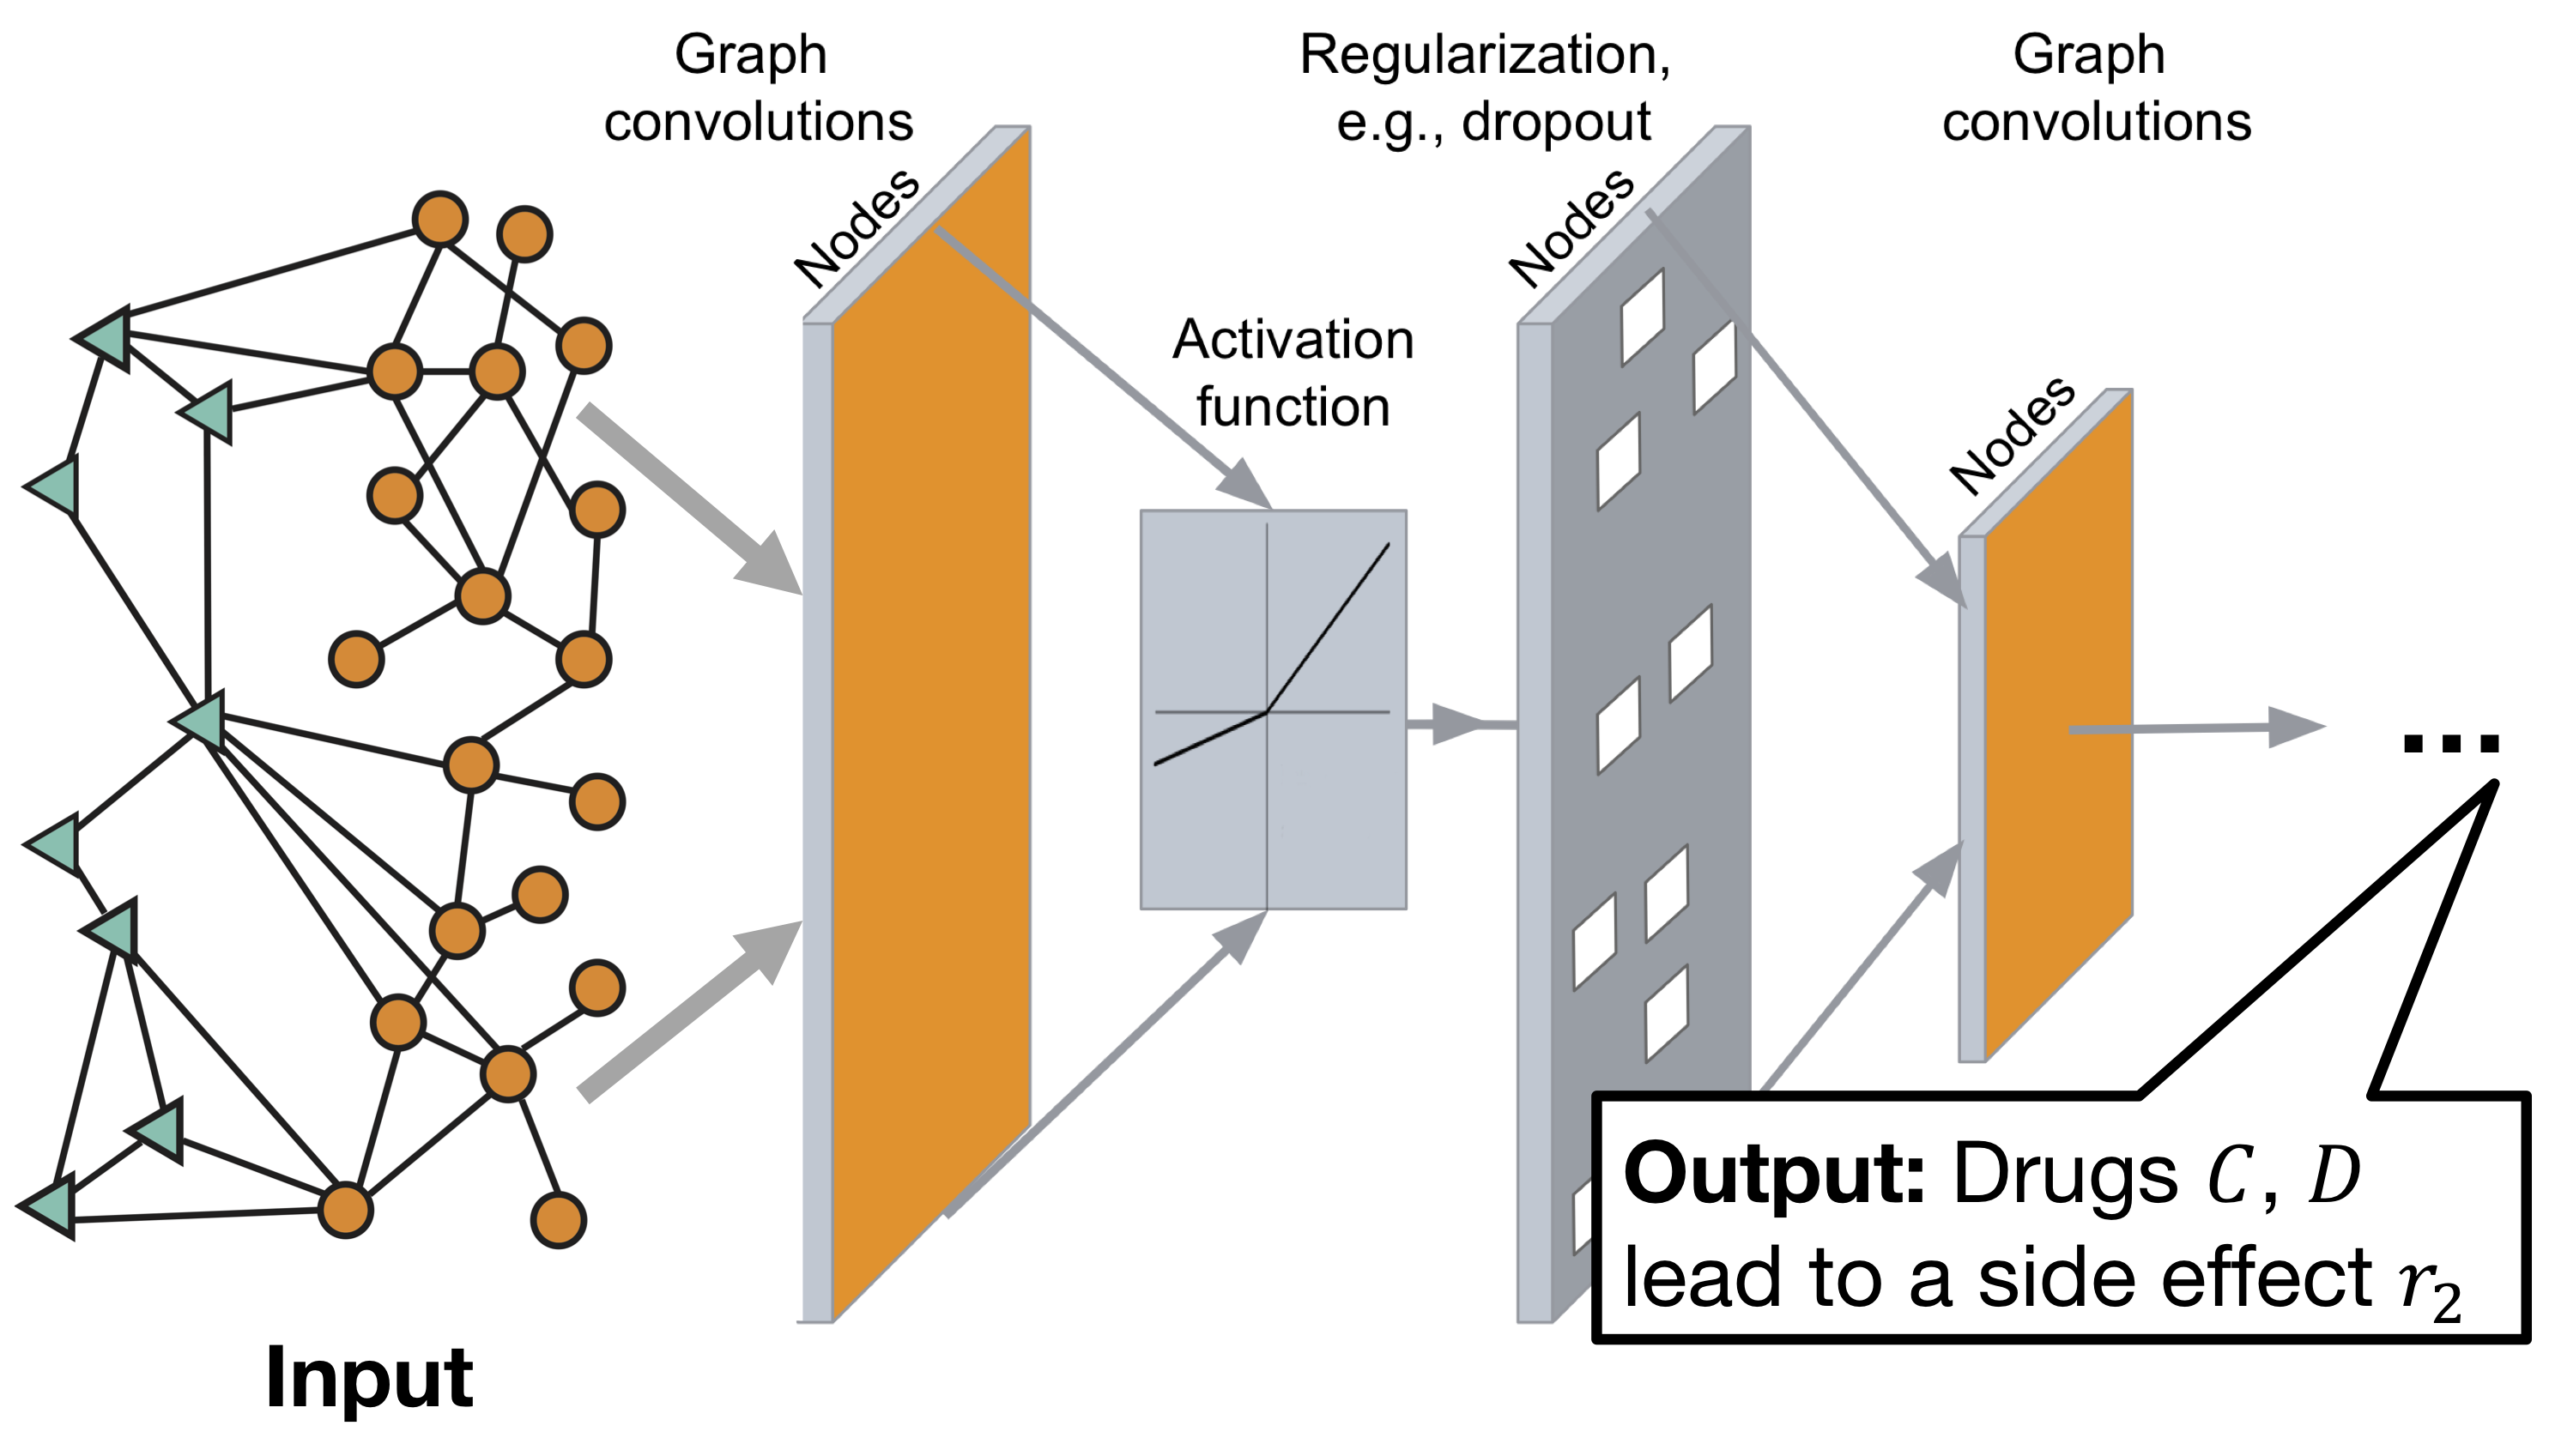 Graph
convolutions
Regularization,
e.g., dropout
Graph
convolutions
Nodes
Nodes
Activation
function
Nodes
...
Output: Drugs C, D
lead to a side effect r₂
Input